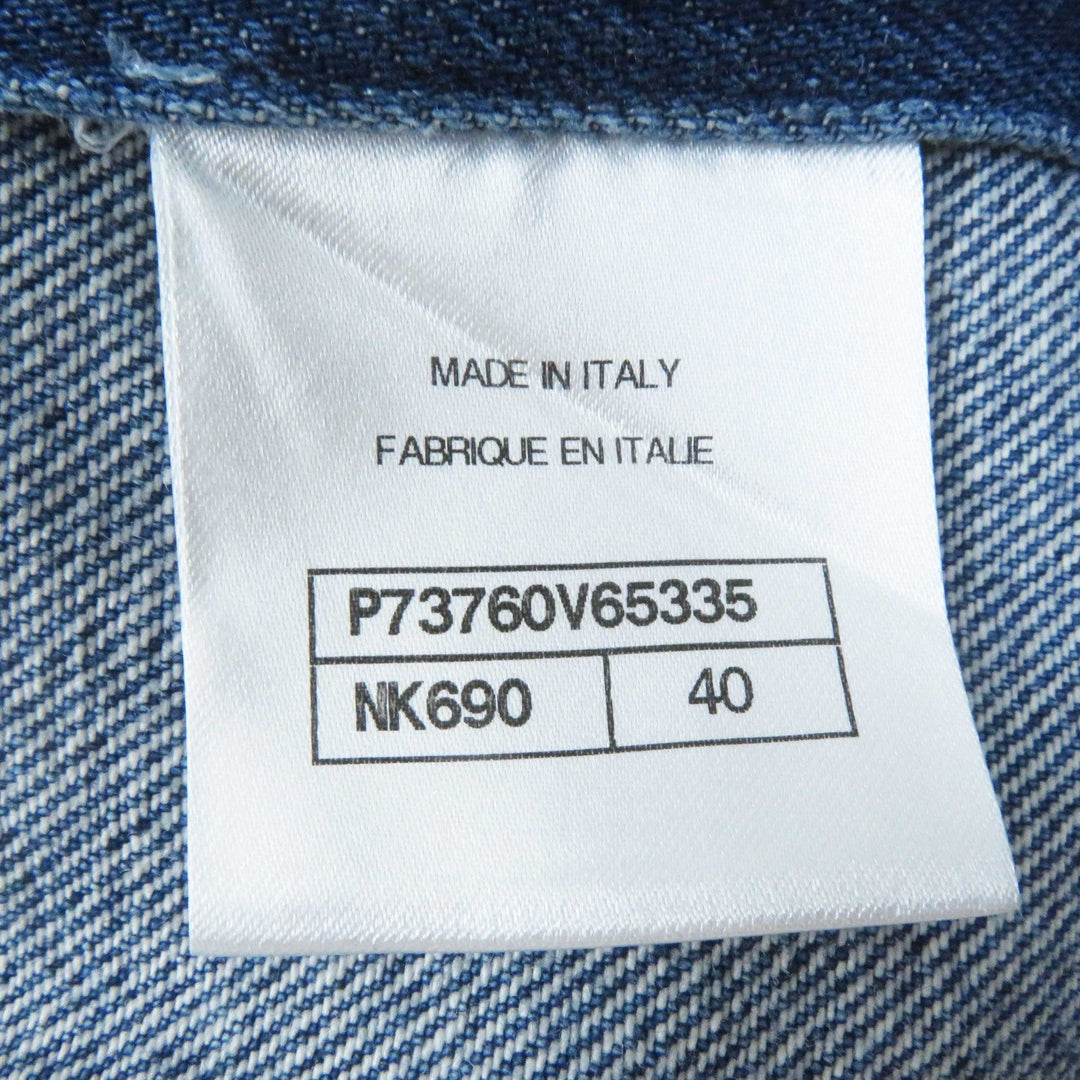 MADE IN ITALY
FABRIQUE EN ITALIE
P73760V65335
NK690 40